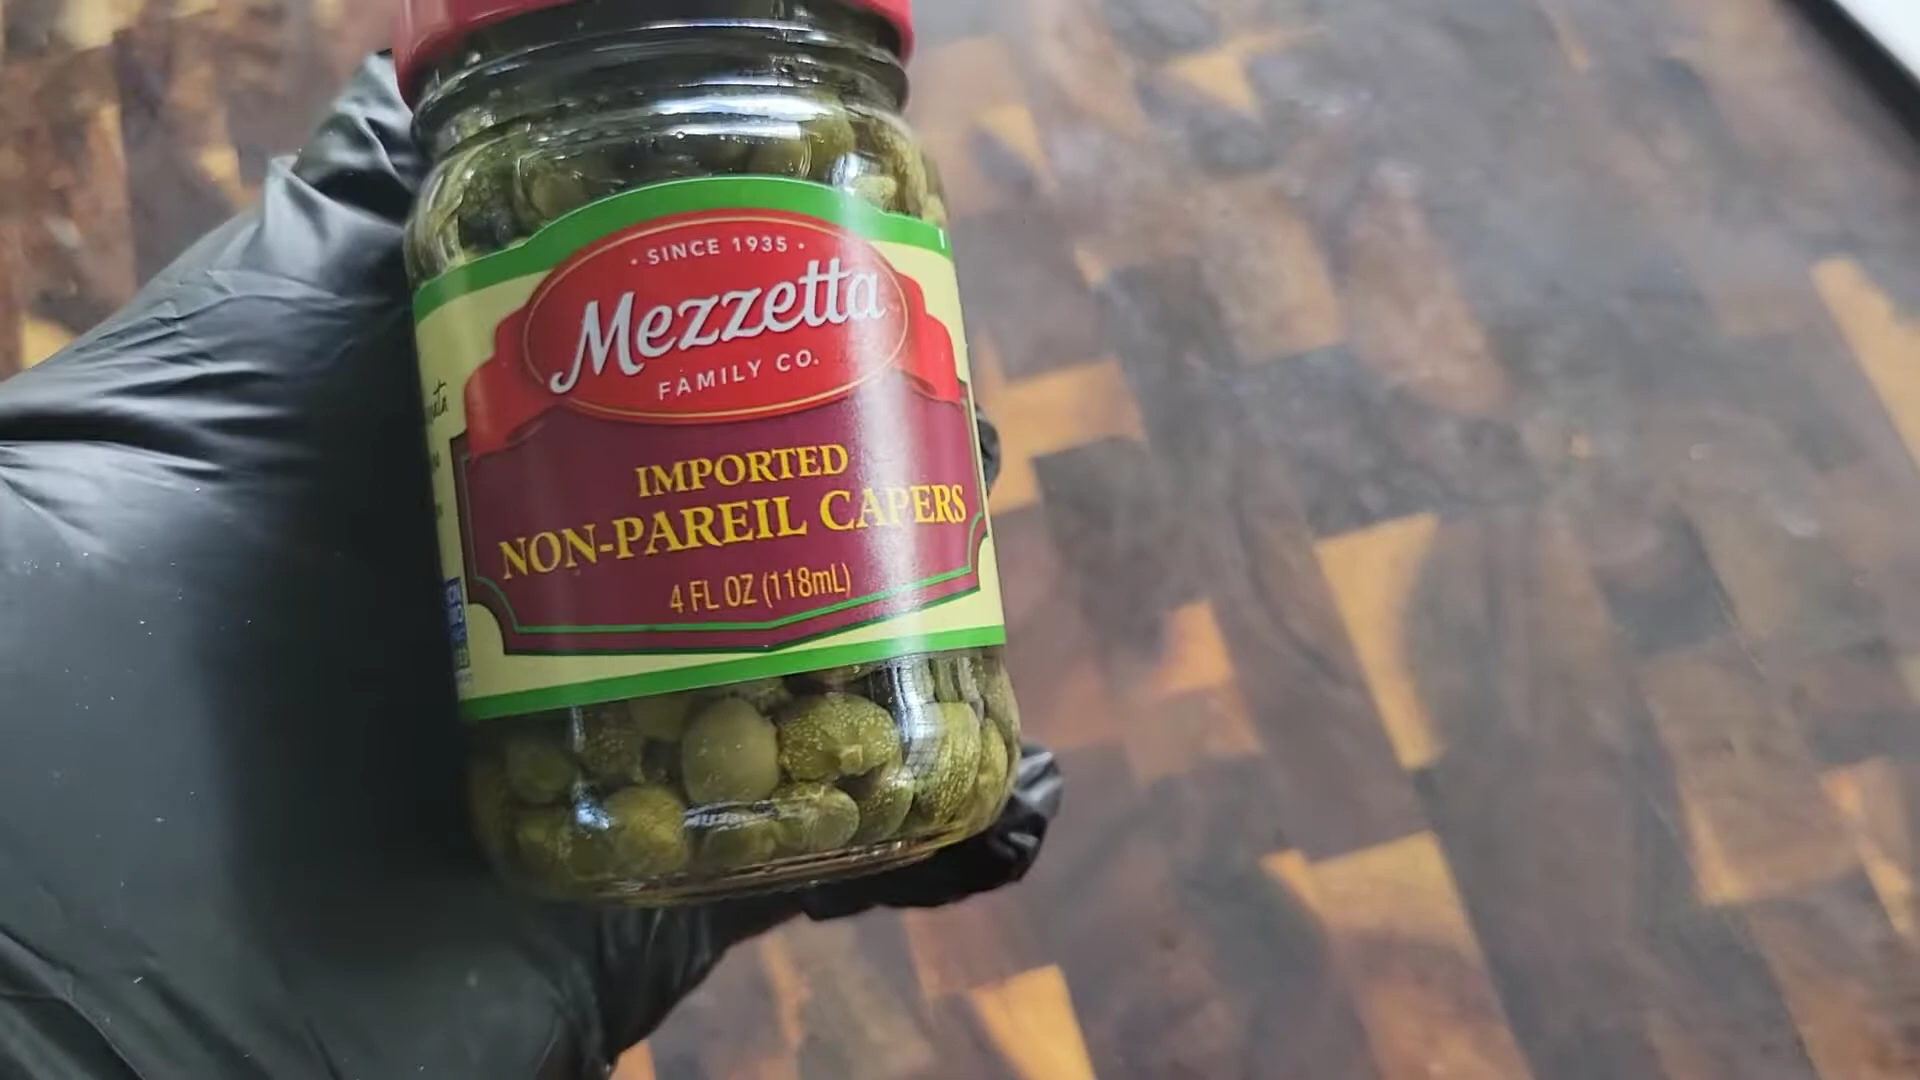 · SINCE 1935 ·
Mezzetta
FAMILY CO.
IMPORTED
NON-PAREIL CAPERS
4 FL OZ (118mL)